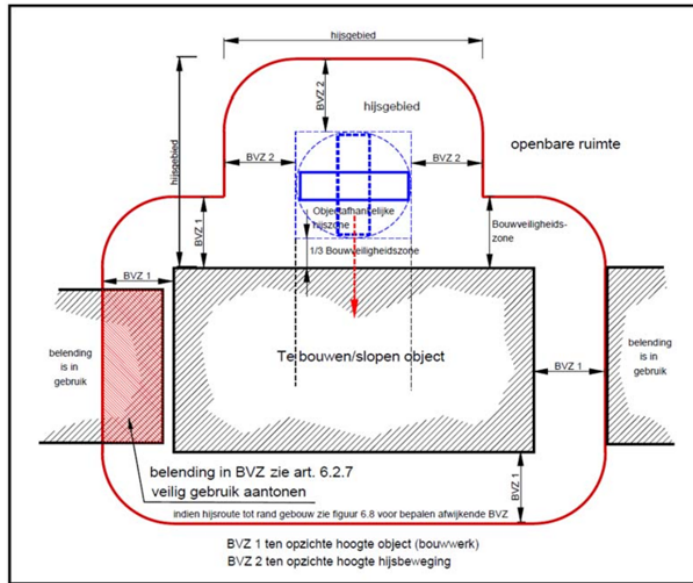 hijsgebied
hijsgebied
BVZ 2
hijsgebied
openbare ruimte
BVZ 2
BVZ 2
Objectafhankelijke
hijszone
BVZ 1
Bouwveiligheids-
zone
1/3 Bouwveiligheidszone
BVZ 1
belending
is in
gebruik
Te bouwen/slopen object
BVZ 1
belending
is in
gebruik
belending in BVZ zie art. 6.2.7
veilig gebruik aantonen
BVZ 1
indien hijsroute tot rand gebouw zie figuur 6.8 voor bepalen afwijkende BVZ
BVZ 1 ten opzichte hoogte object (bouwwerk)
BVZ 2 ten opzichte hoogte hijsbeweging